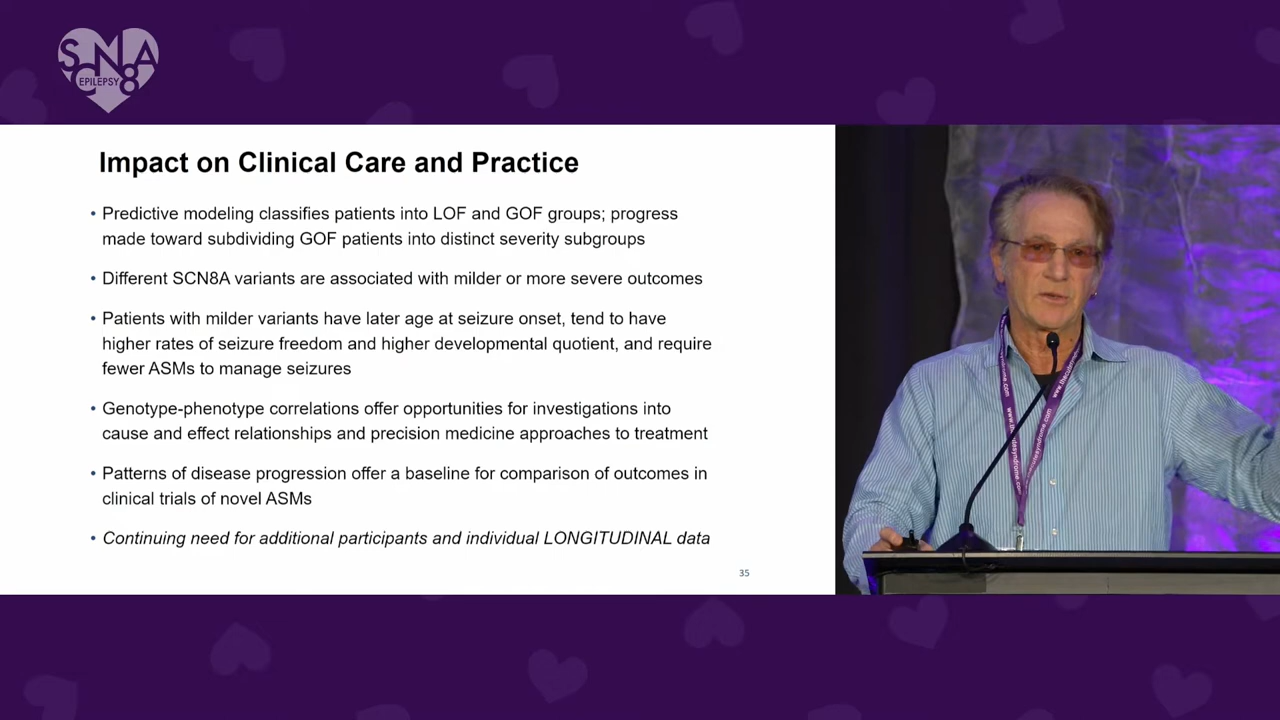 SCN8A
EPILEPSY
Impact on Clinical Care and Practice
• Predictive modeling classifies patients into LOF and GOF groups; progress
made toward subdividing GOF patients into distinct severity subgroups
• Different SCN8A variants are associated with milder or more severe outcomes
• Patients with milder variants have later age at seizure onset, tend to have
higher rates of seizure freedom and higher developmental quotient, and require
fewer ASMs to manage seizures
• Genotype-phenotype correlations offer opportunities for investigations into
cause and effect relationships and precision medicine approaches to treatment
• Patterns of disease progression offer a baseline for comparison of outcomes in
clinical trials of novel ASMs
• Continuing need for additional participants and individual LONGITUDINAL data
35